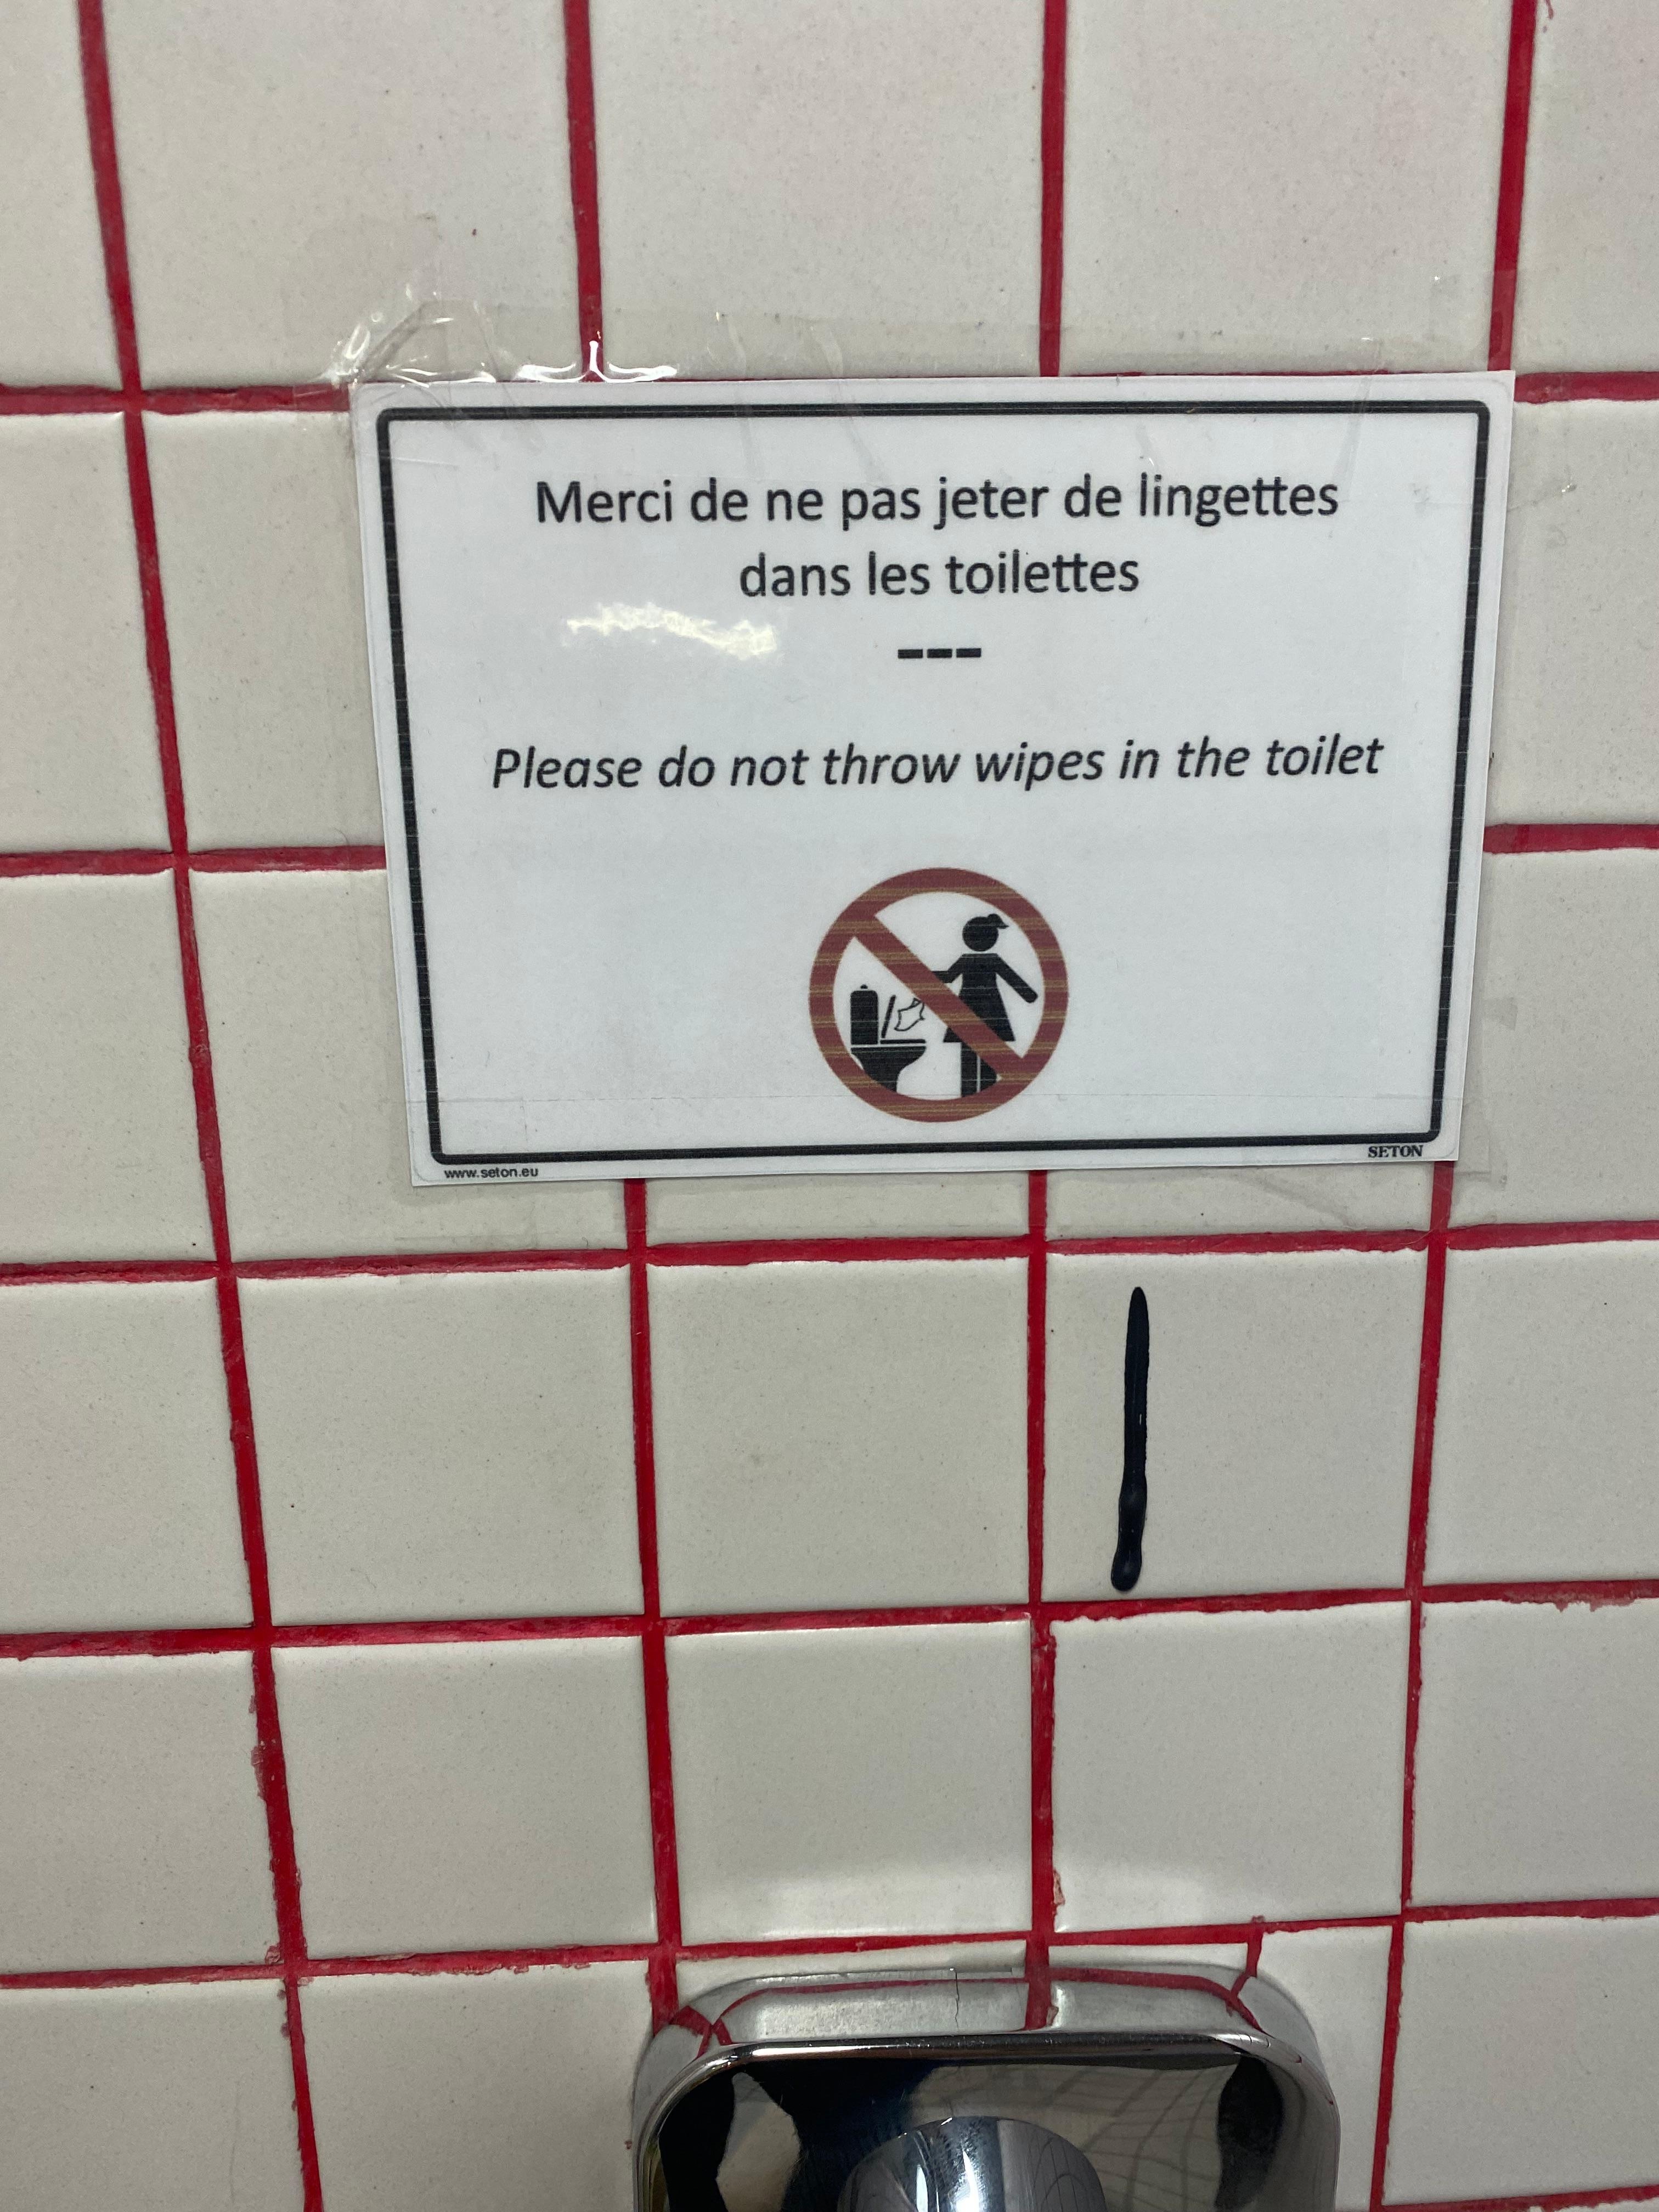 Merci de ne pas jeter de lingettes
dans les toilettes
---
Please do not throw wipes in the toilet
www.seton.eu
SETON